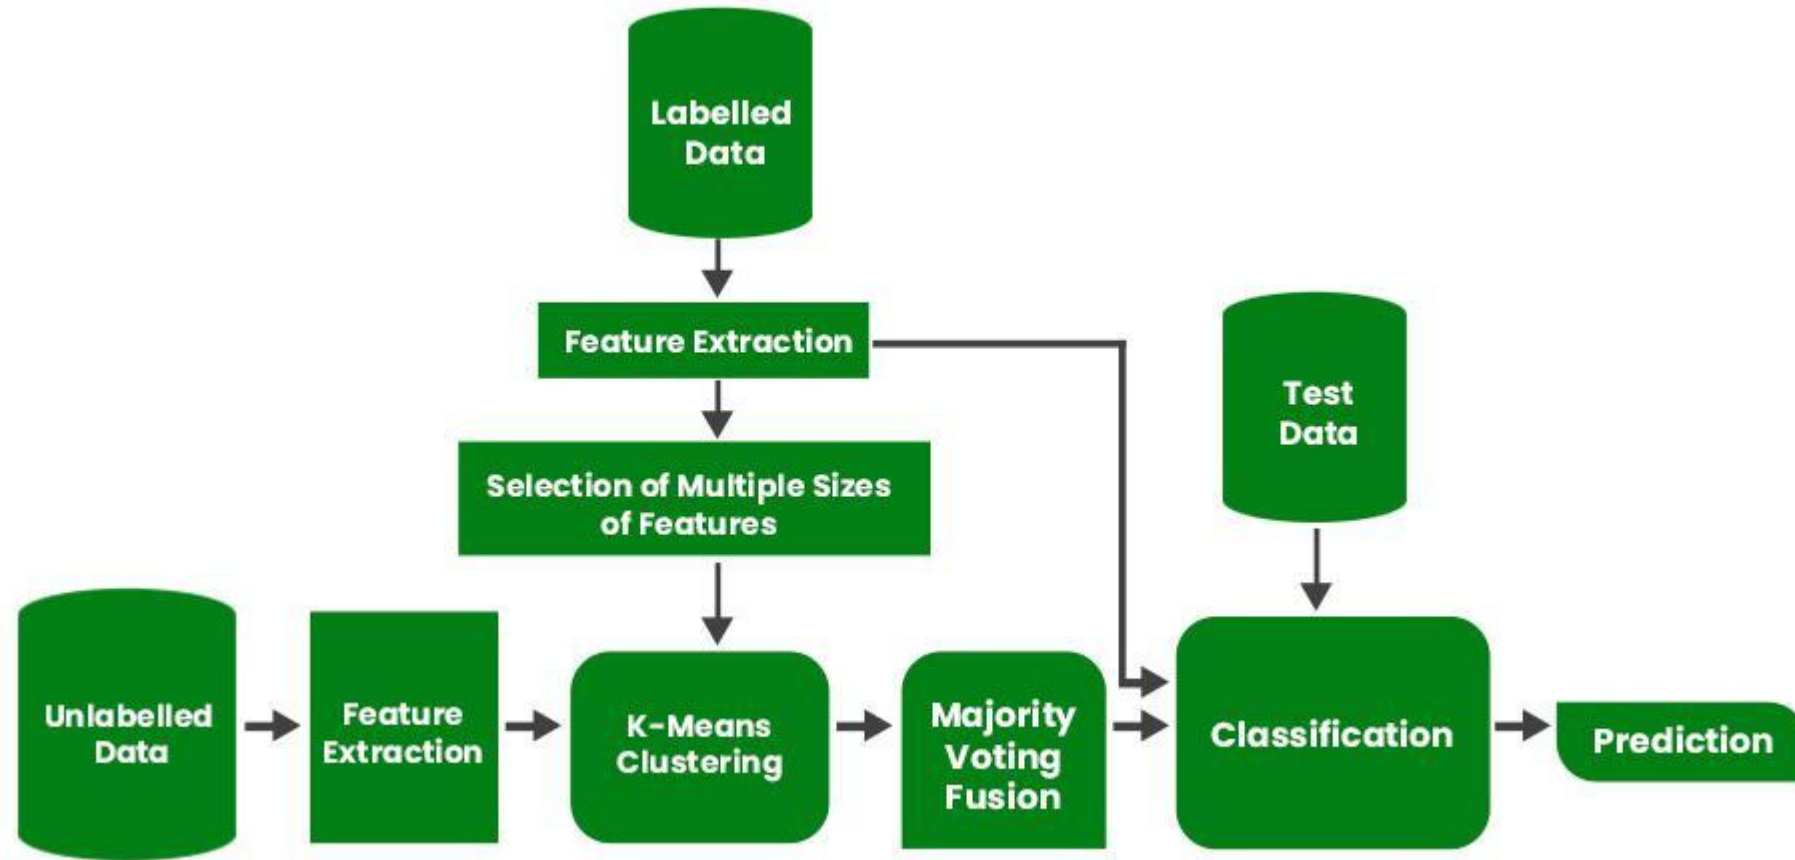 Labelled
Data
Feature Extraction
Selection of Multiple Sizes
of Features
Test
Data
Unlabelled
Data
Feature
Extraction
K-Means
Clustering
Majority
Voting
Fusion
Classification
Prediction